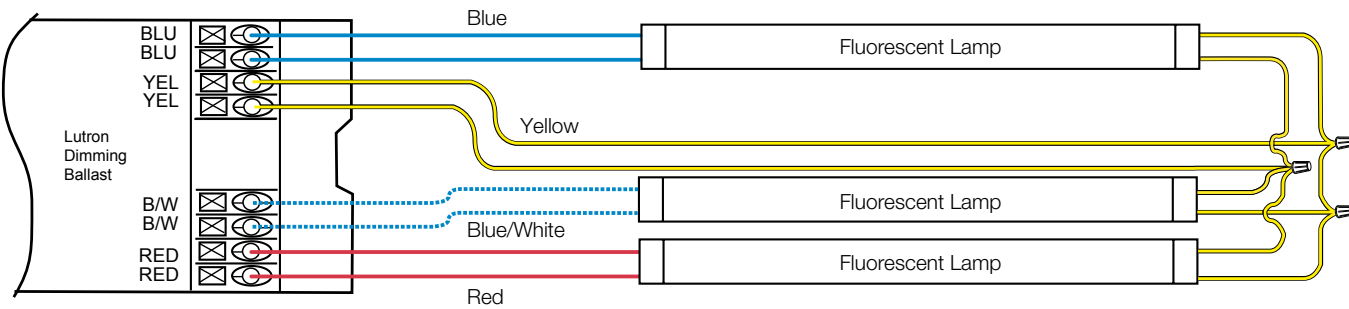 Blue
BLU
BLU
YEL
YEL
Fluorescent Lamp
Yellow
Lutron
Dimming
Ballast
B/W
B/W
Fluorescent Lamp
Blue/White
RED
RED
Fluorescent Lamp
Red